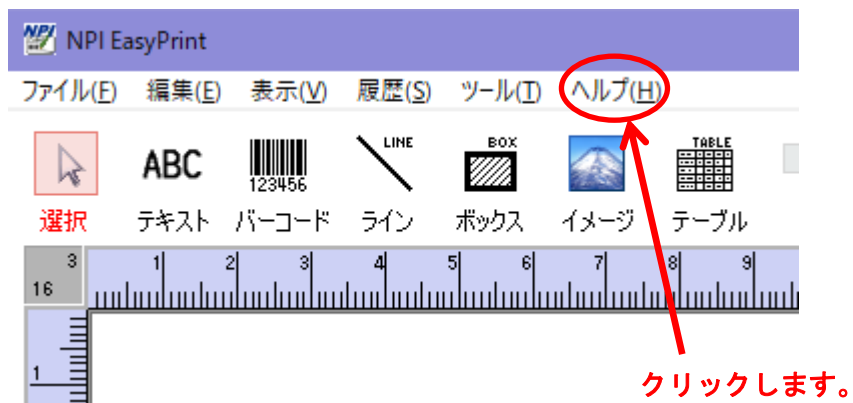 NPI NPI EasyPrint
ファイル(F) 編集(E) 表示(V) 履歴(S) ツール(T) ヘルプ(H)
ABC 123456 LINE BOX TABLE
選択 テキスト バーコード ライン ボックス イメージ テーブル
3 1 2 3 4 5 6 7 8 9
16
1
クリックします。